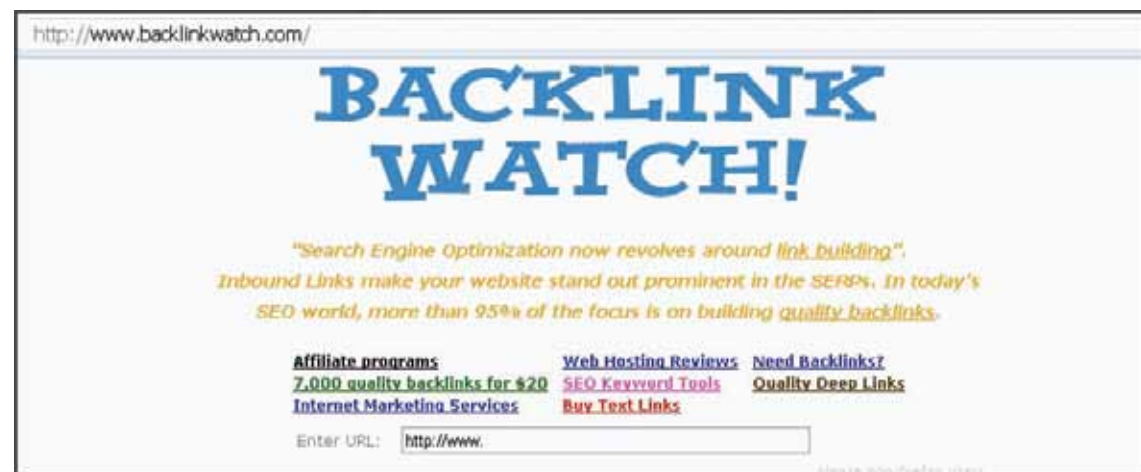 http://www.backlinkwatch.com/
BACKLINK
WATCH!
"Search Engine Optimization now revolves around link building".
Inbound Links make your website stand out prominent in the SERPs. In today's
SEO world, more than 95% of the focus is on building quality backlinks.
Affiliate programs Web Hosting Reviews Need Backlinks?
7,000 quality backlinks for $20 SEO Keyword Tools Quality Deep Links
Internet Marketing Services Buy Text Links
Enter URL: http://www.